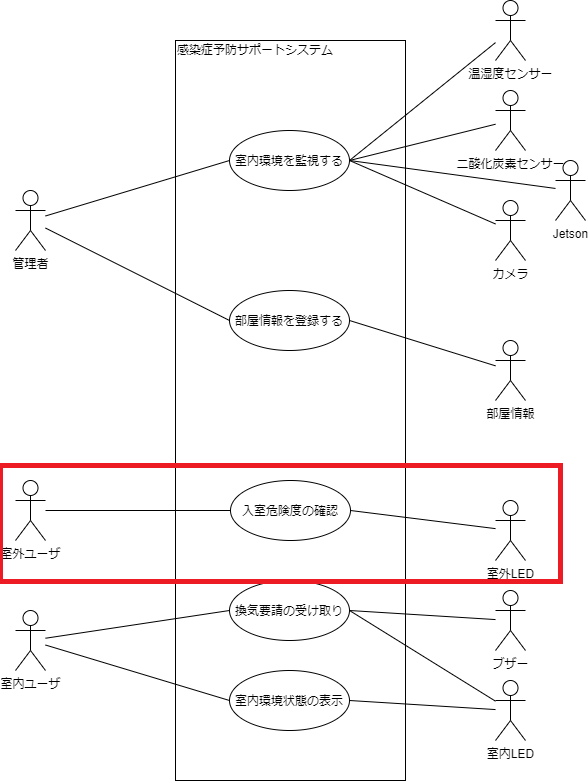 感染症予防サポートシステム
温湿度センサー
室内環境を監視する
二酸化炭素センサー
Jetson
管理者
カメラ
部屋情報を登録する
部屋情報
入室危険度の確認
室外ユーザ
室外LED
換気要請の受け取り
ブザー
室内ユーザ
室内環境状態の表示
室内LED